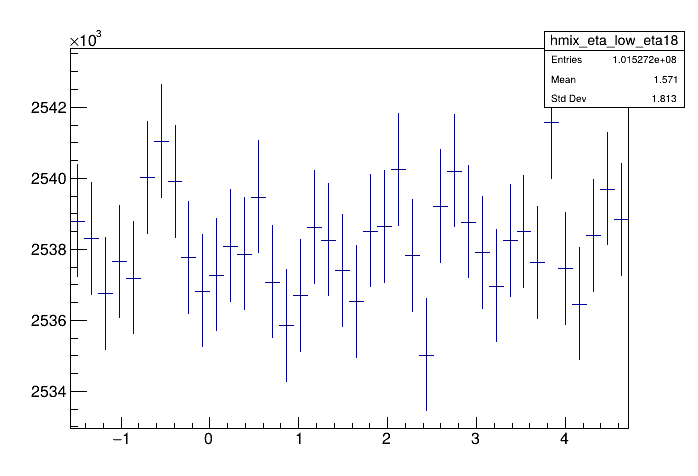 ×10³
hmix_eta_low_eta18
Entries 1.015272e+08
Mean 1.571
Std Dev 1.813
2542
2540
2538
2536
2534
−1 0 1 2 3 4